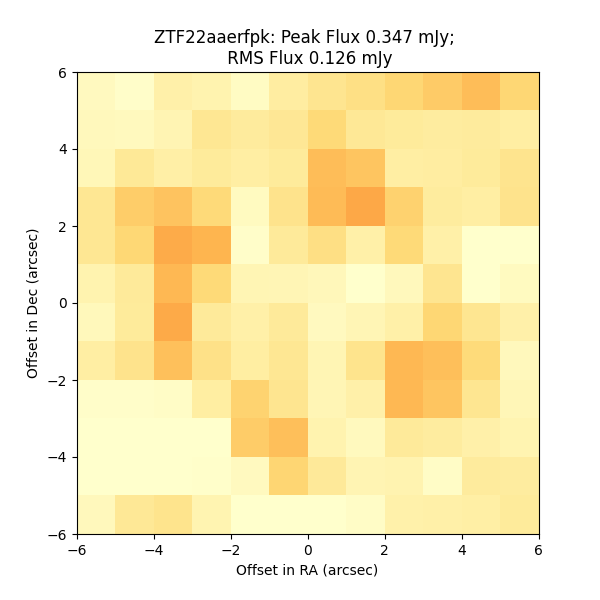 ZTF22aaerfpk: Peak Flux 0.347 mJy;
RMS Flux 0.126 mJy
6
4
2
0
−2
−4
−6
Offset in Dec (arcsec)
−6 −4 −2 0 2 4 6
Offset in RA (arcsec)